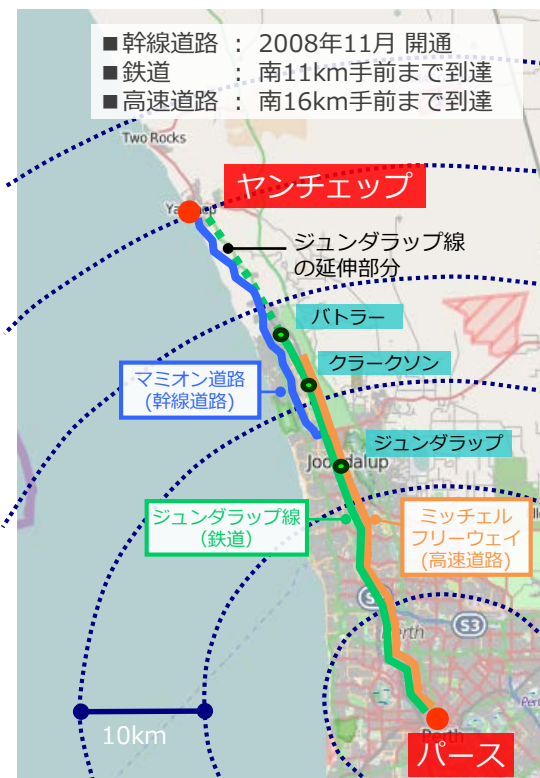 ■幹線道路 : 2008年11月 開通
■鉄道 : 南11km手前まで到達
■高速道路 : 南16km手前まで到達
Two Rocks
ヤンチェップ
ジュンダラップ線
の延伸部分
バトラー
クラークソン
マミオン道路
(幹線道路)
ジュンダラップ
ジュンダラップ線
(鉄道)
ミッチェル
フリーウェイ
(高速道路)
S3
Perth
10km
Perth
パース